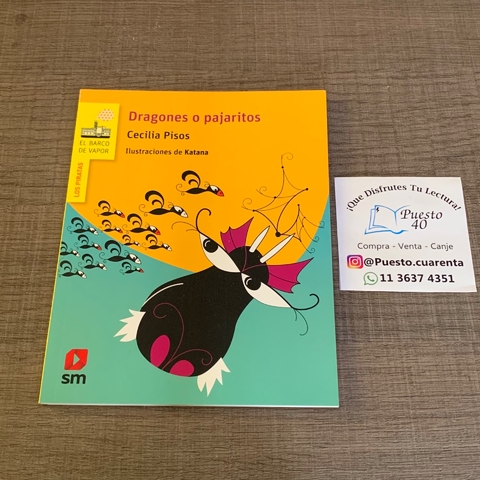 Dragones o pajaritos
Cecilia Pisos
Ilustraciones de Katana
EL BARCO
DE VAPOR
LOS PIRATAS
sm
¡Que Disfrutes Tu Lectura!
Puesto
40
Compra - Venta - Canje
@Puesto.cuarenta
11 3637 4351